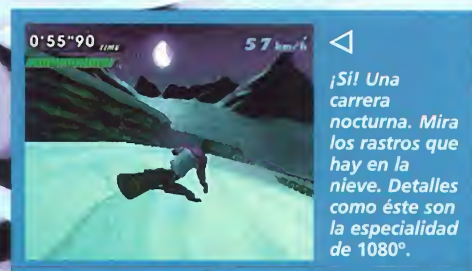 0'55"90 TIME
57 km/h
¡Sí! Una
carrera
nocturna. Mira
los rastros que
hay en la
nieve. Detalles
como éste son
la especialidad
de 1080º.